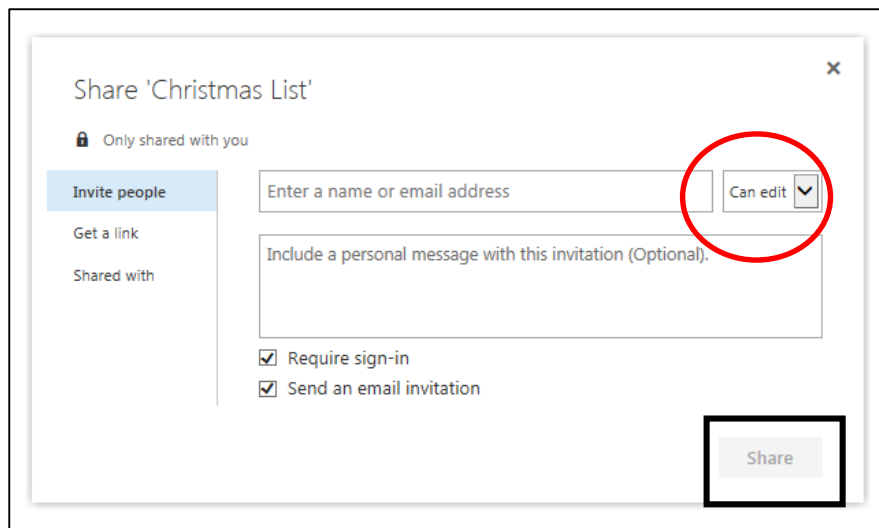 Share 'Christmas List'
Only shared with you
Invite people
Enter a name or email address
Can edit
Get a link
Include a personal message with this invitation (Optional).
Shared with
Require sign-in
Send an email invitation
Share